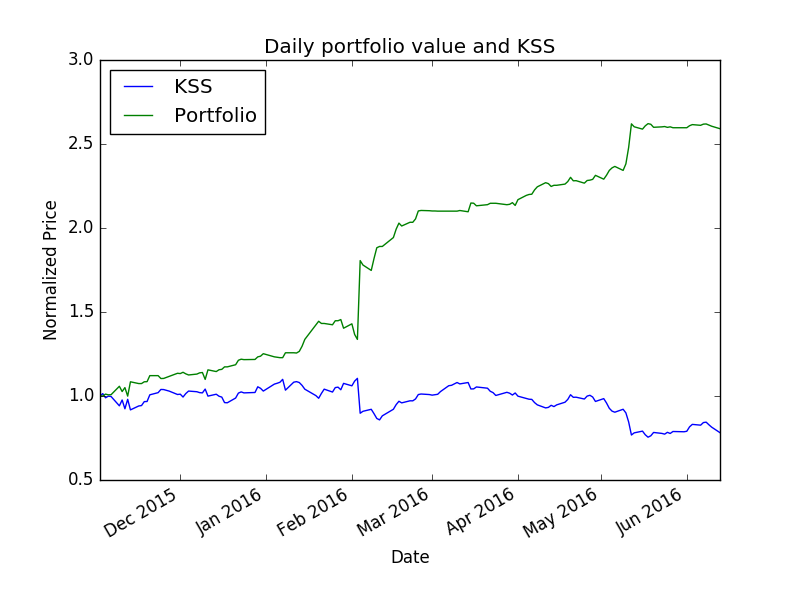 Daily portfolio value and KSS
KSS
Portfolio
3.0
2.5
2.0
1.5
1.0
0.5
Normalized Price
Dec 2015
Jan 2016
Feb 2016
Mar 2016
Apr 2016
May 2016
Jun 2016
Date